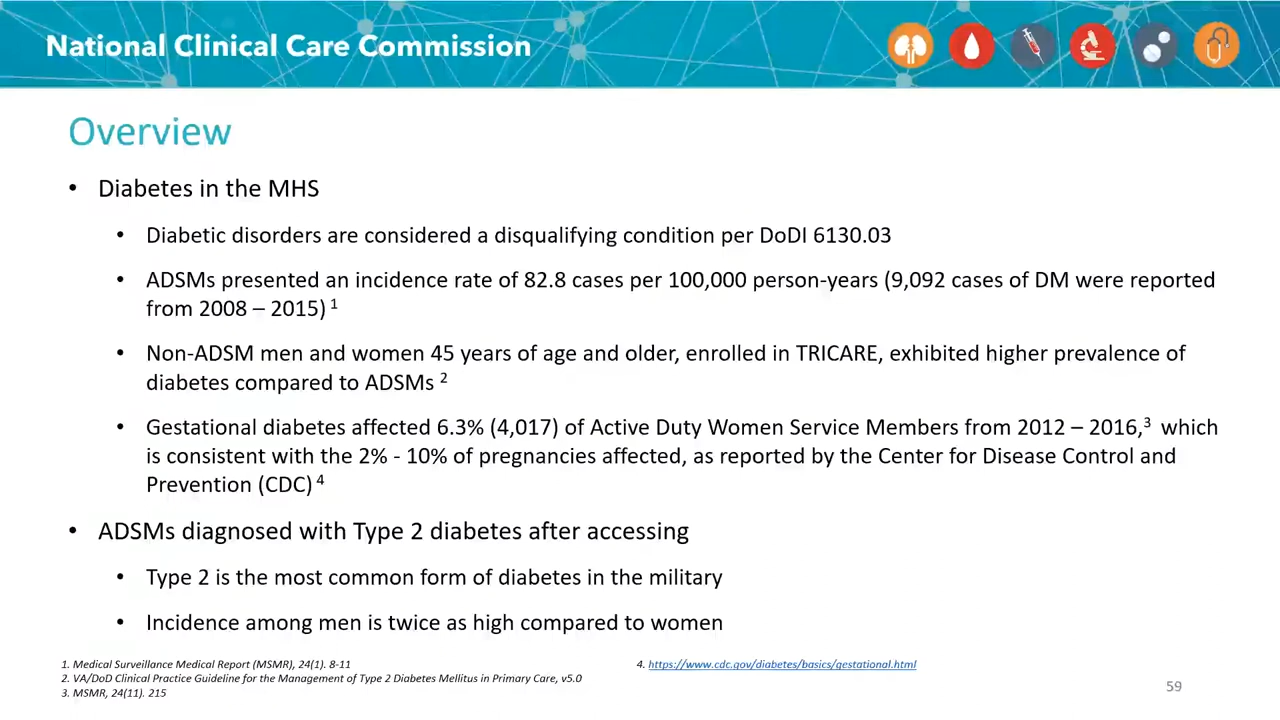 National Clinical Care Commission
Overview
• Diabetes in the MHS
• Diabetic disorders are considered a disqualifying condition per DoDI 6130.03
• ADSMs presented an incidence rate of 82.8 cases per 100,000 person-years (9,092 cases of DM were reported
from 2008 – 2015) 1
• Non-ADSM men and women 45 years of age and older, enrolled in TRICARE, exhibited higher prevalence of
diabetes compared to ADSMs 2
• Gestational diabetes affected 6.3% (4,017) of Active Duty Women Service Members from 2012 – 2016,3 which
is consistent with the 2% - 10% of pregnancies affected, as reported by the Center for Disease Control and
Prevention (CDC) 4
• ADSMs diagnosed with Type 2 diabetes after accessing
• Type 2 is the most common form of diabetes in the military
• Incidence among men is twice as high compared to women
1. Medical Surveillance Medical Report (MSMR), 24(1). 8-11
2. VA/DoD Clinical Practice Guideline for the Management of Type 2 Diabetes Mellitus in Primary Care, v5.0
3. MSMR, 24(11). 215
4. https://www.cdc.gov/diabetes/basics/gestational.html
59